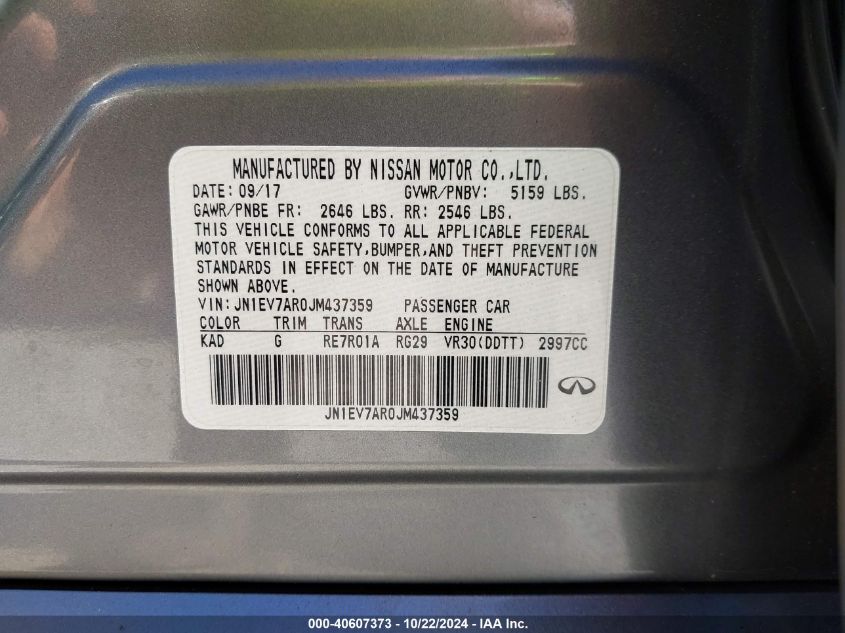 MANUFACTURED BY NISSAN MOTOR CO.,LTD.
DATE: 09/17 GVWR/PNBV: 5159 LBS.
GAWR/PNBE FR: 2646 LBS. RR: 2546 LBS.
THIS VEHICLE CONFORMS TO ALL APPLICABLE FEDERAL
MOTOR VEHICLE SAFETY,BUMPER,AND THEFT PREVENTION
STANDARDS IN EFFECT ON THE DATE OF MANUFACTURE
SHOWN ABOVE.
VIN: JN1EV7AR0JM437359 PASSENGER CAR
COLOR TRIM TRANS AXLE ENGINE
KAD G RE7R01A RG29 VR30(DDTT) 2997CC
JN1EV7AR0JM437359
000-40607373 - 10/22/2024 - IAA Inc.